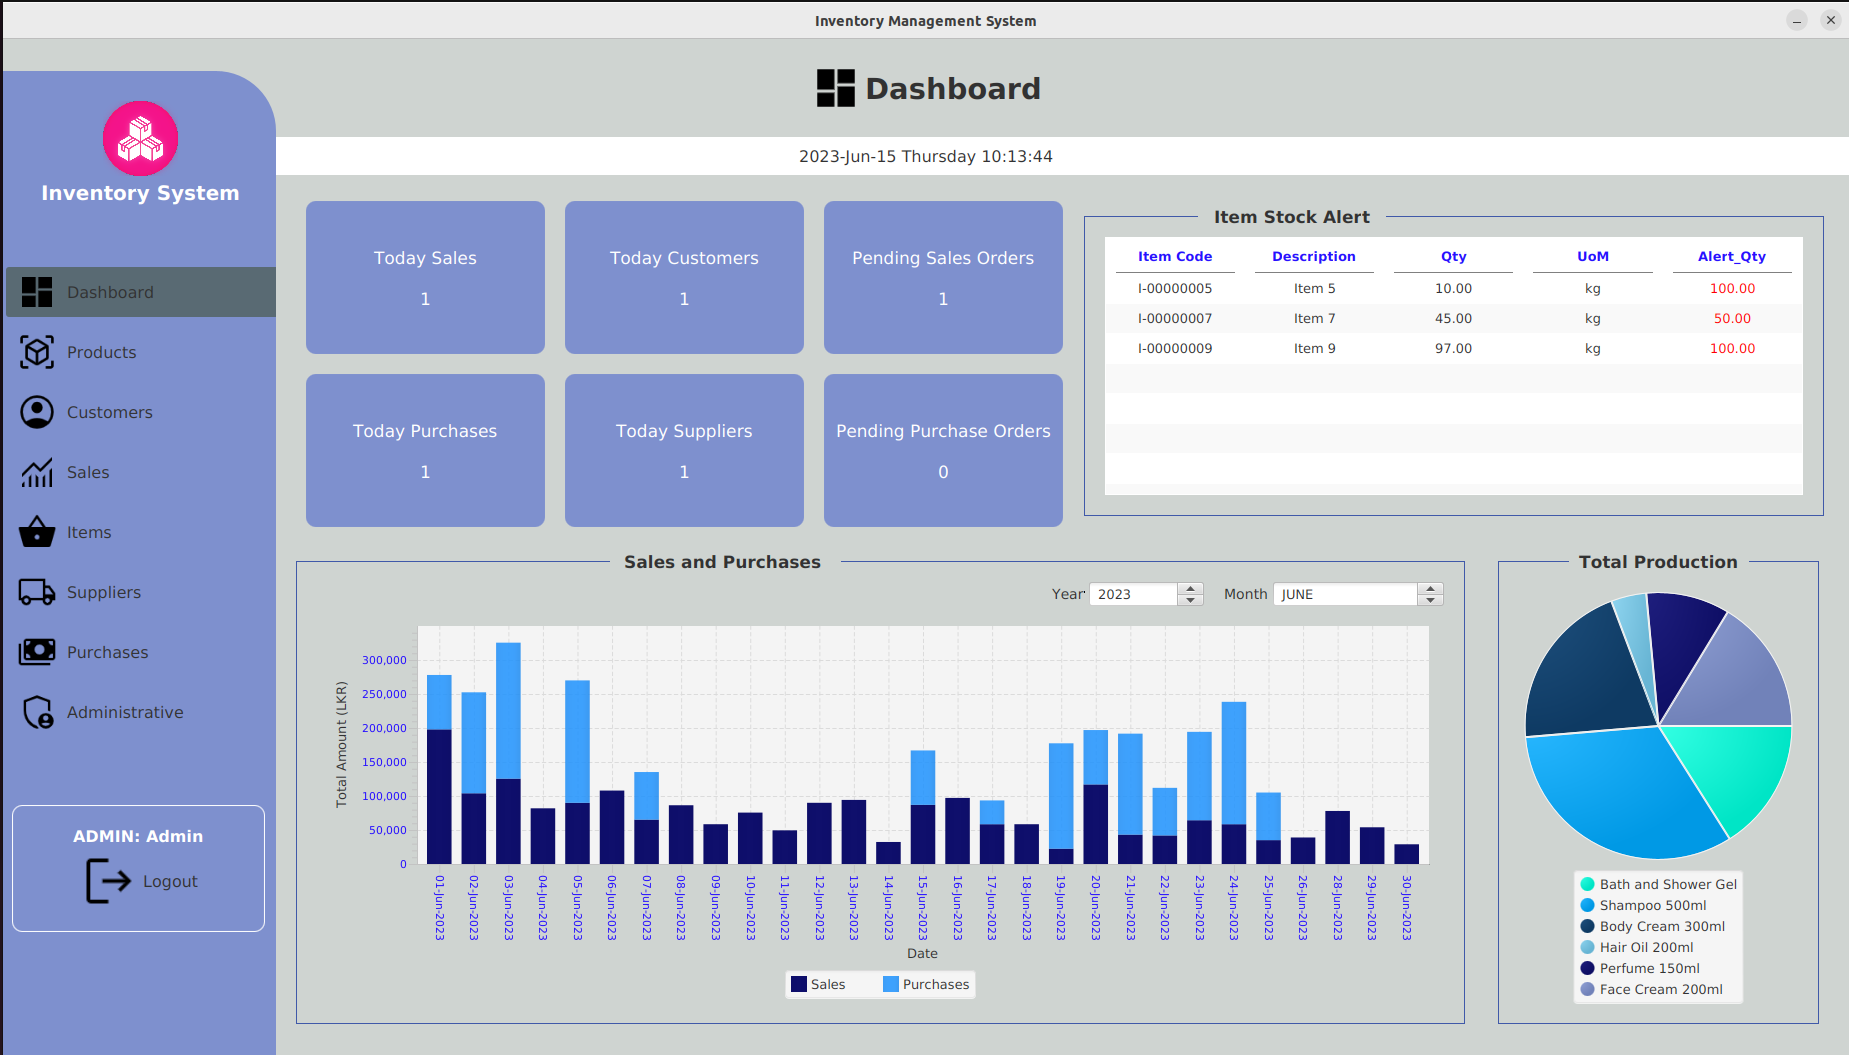 Inventory Management System
Dashboard
2023-Jun-15 Thursday 10:13:44
Inventory System
Dashboard
Products
Customers
Sales
Items
Suppliers
Purchases
Administrative
ADMIN: Admin
Logout
Today Sales
1
Today Customers
1
Pending Sales Orders
1
Today Purchases
1
Today Suppliers
1
Pending Purchase Orders
0
Item Stock Alert
Item Code Description Qty UoM Alert_Qty
I-00000005 Item 5 10.00 kg 100.00
I-00000007 Item 7 45.00 kg 50.00
I-00000009 Item 9 97.00 kg 100.00
Sales and Purchases
Year 2023 Month JUNE
Total Amount (LKR)
300,000
250,000
200,000
150,000
100,000
50,000
0
01-Jun-2023
02-Jun-2023
03-Jun-2023
04-Jun-2023
05-Jun-2023
06-Jun-2023
07-Jun-2023
08-Jun-2023
09-Jun-2023
10-Jun-2023
11-Jun-2023
12-Jun-2023
13-Jun-2023
14-Jun-2023
15-Jun-2023
16-Jun-2023
17-Jun-2023
18-Jun-2023
19-Jun-2023
20-Jun-2023
21-Jun-2023
22-Jun-2023
23-Jun-2023
24-Jun-2023
25-Jun-2023
26-Jun-2023
28-Jun-2023
29-Jun-2023
30-Jun-2023
Date
Sales Purchases
Total Production
Bath and Shower Gel
Shampoo 500ml
Body Cream 300ml
Hair Oil 200ml
Perfume 150ml
Face Cream 200ml